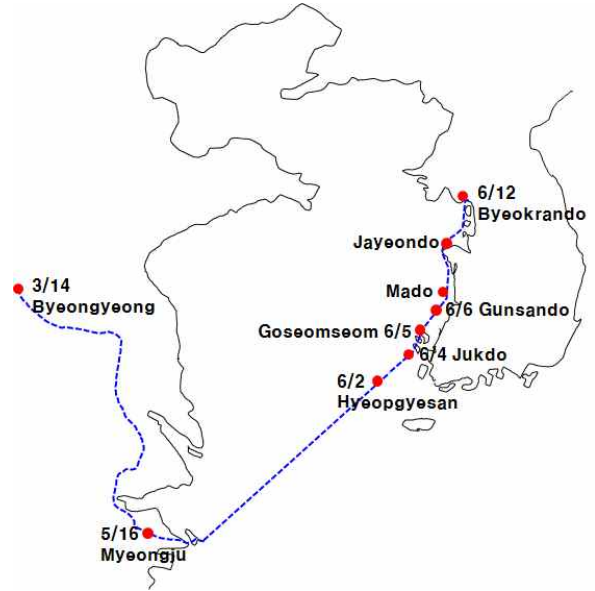 6/12
Byeokrando
Jayeondo
3/14
Byeongyeong
Mado
6/6 Gunsando
Goseomseom 6/5
6/4 Jukdo
6/2
Hyeopgyesan
5/16
Myeongju